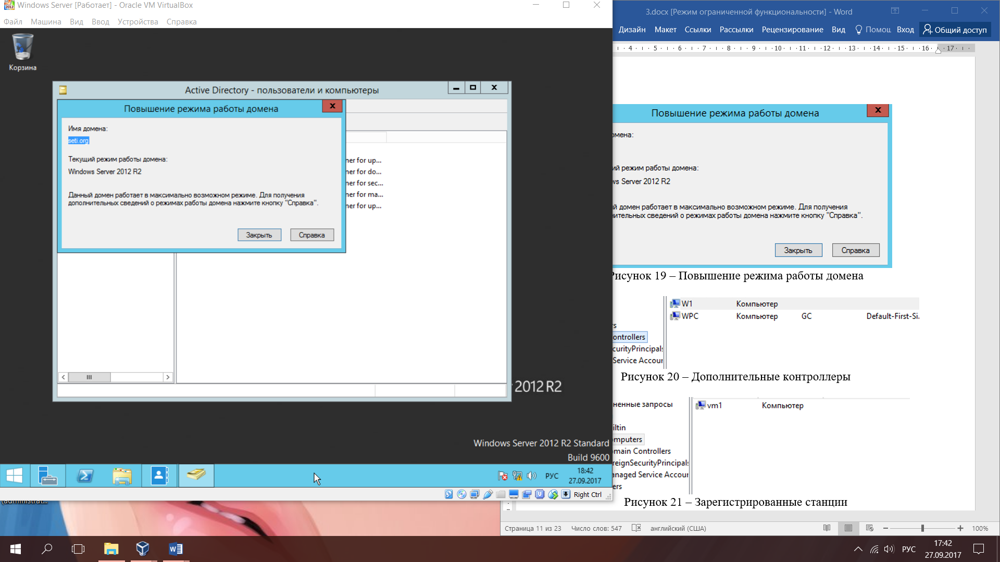 Windows Server [Работает] - Oracle VM VirtualBox
Файл Машина Вид Ввод Устройства Справка
Корзина
Active Directory - пользователи и компьютеры
Повышение режима работы домена
Имя домена:
seti.org
Текущий режим работы домена:
Windows Server 2012 R2
Данный домен работает в максимально возможном режиме. Для получения
дополнительных сведений о режимах работы домена нажмите кнопку "Справка".
Закрыть Справка
ner for up...
ner for do...
ner for sec...
ner for ma...
ner for up...
2012 R2
Windows Server 2012 R2 Standard
Build 9600
РУС
18:42
27.09.2017
Right Ctrl
(administrat...
3.docx [Режим ограниченной функциональности] - Word
Дизайн Макет Ссылки Рассылки Рецензирование Вид Помощ Вход Общий доступ
4 5 6 7 8 9 10 11 12 13 14 15 16 17
Повышение режима работы домена
омена:
ий режим работы домена:
ws Server 2012 R2
й домен работает в максимально возможном режиме. Для получения
нительных сведений о режимах работы домена нажмите кнопку "Справка".
Закрыть Справка
Рисунок 19 – Повышение режима работы домена
W1 Компьютер
WPC Компьютер GC Default-First-Si.
rs
ontrollers
curityPrincipals
Service Accour
Рисунок 20 – Дополнительные контроллеры
ненные запросы
vm1 Компьютер
iltin
mputers
main Controllers
reignSecurityPrincipals
anaged Service Accour
ers
Рисунок 21 – Зарегистрированные станции
Страница 11 из 23 Число слов: 547 английский (США) 100%
РУС
17:42
27.09.2017